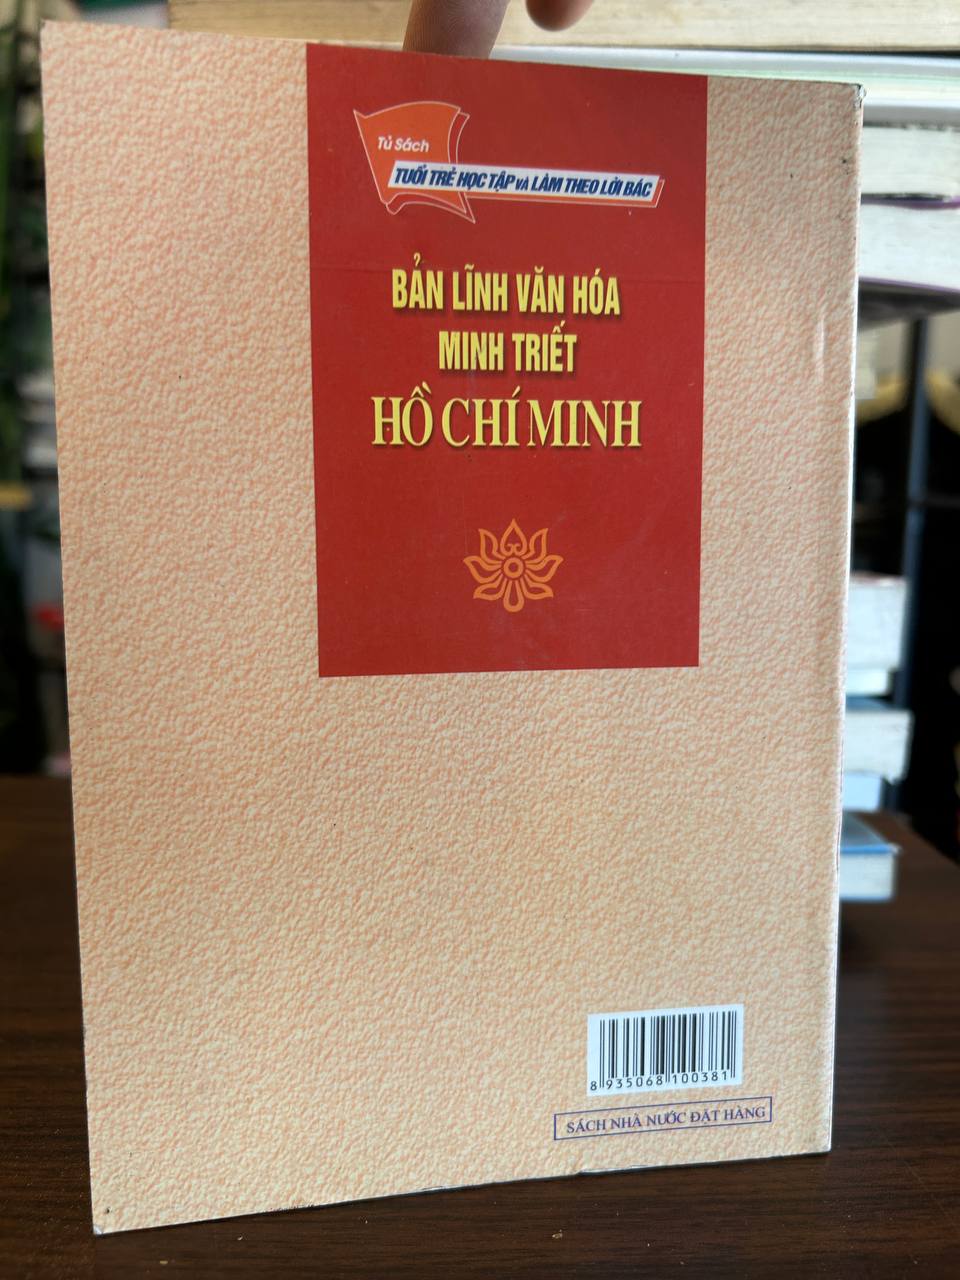 Tủ Sách
TUỔI TRẺ HỌC TẬP VÀ LÀM THEO LỜI BÁC
BẢN LĨNH VĂN HÓA
MINH TRIẾT
HỒ CHÍ MINH
8 935068 100381
SÁCH NHÀ NƯỚC ĐẶT HÀNG